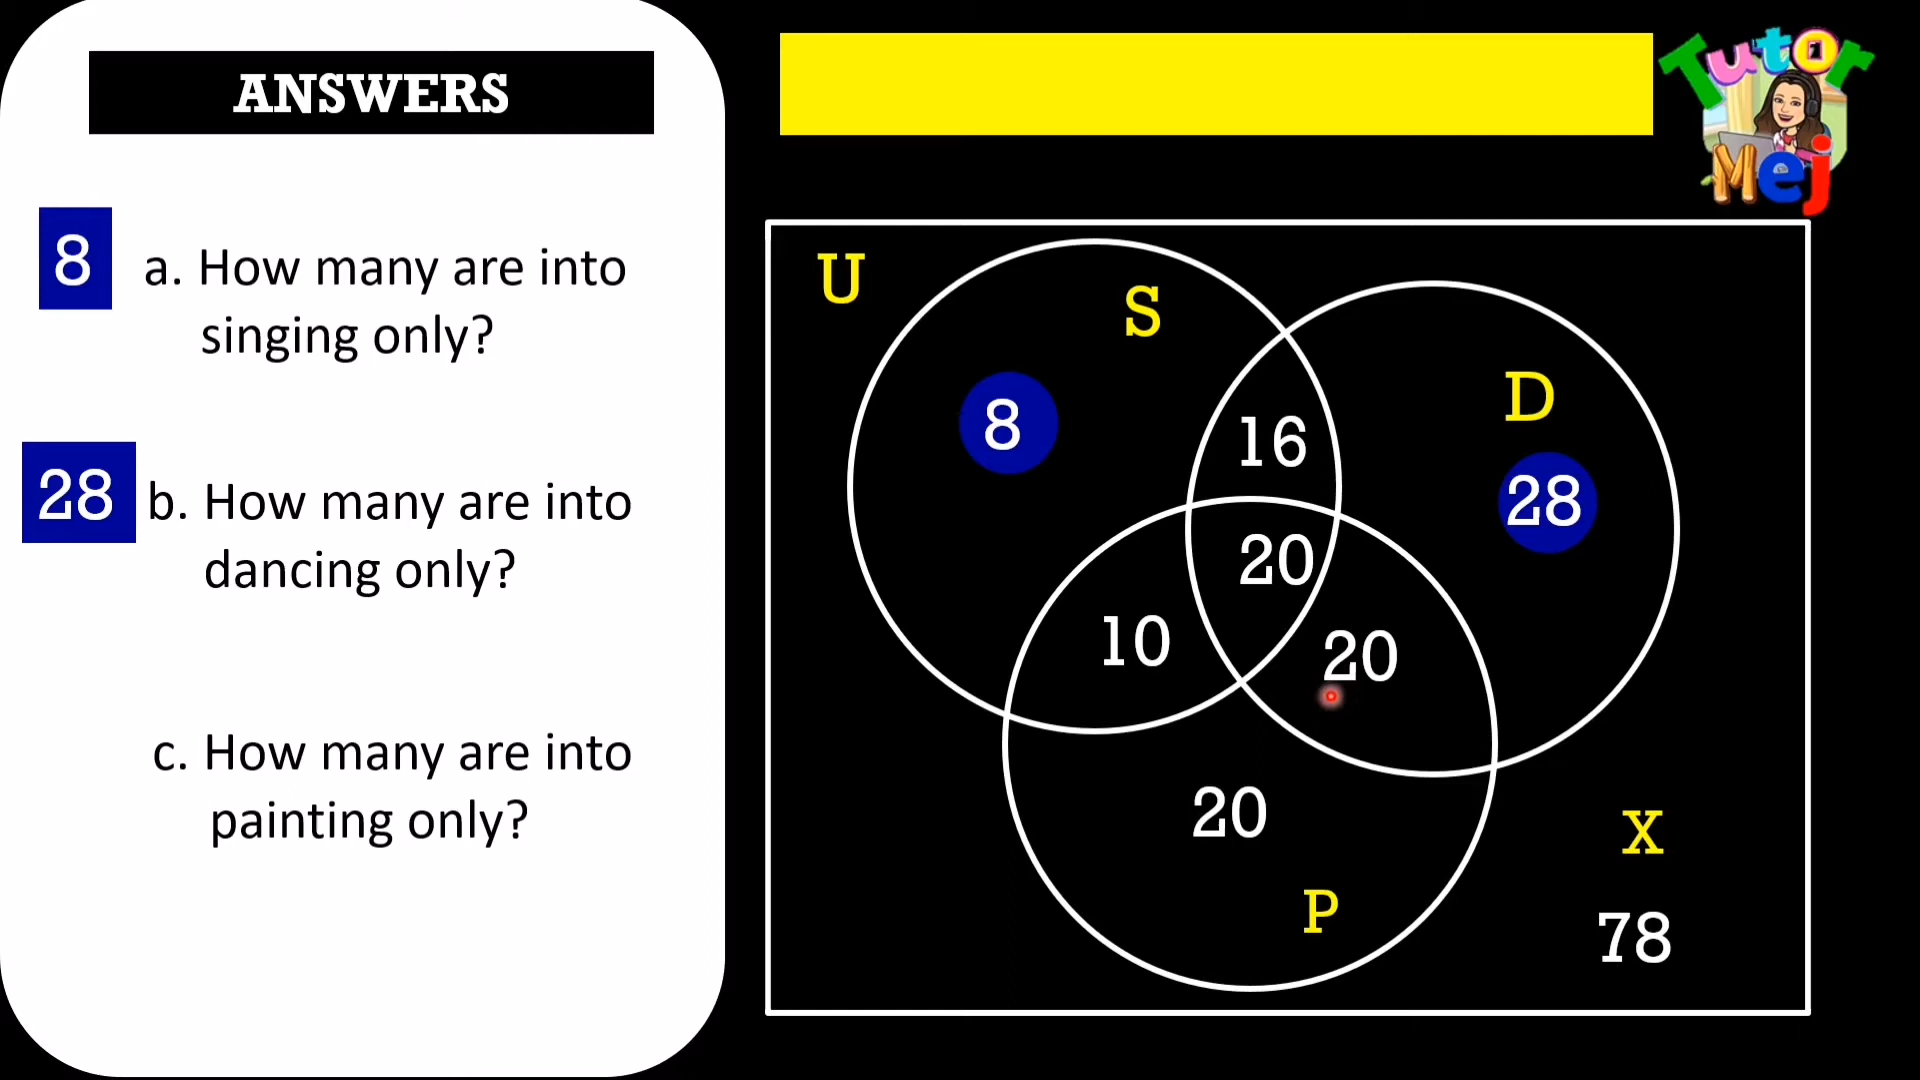 ANSWERS
8
a. How many are into
singing only?
28
b. How many are into
dancing only?
c. How many are into
painting only?
Tutor
Mej
U
S
D
8
16
28
20
10
20
20
X
P
78